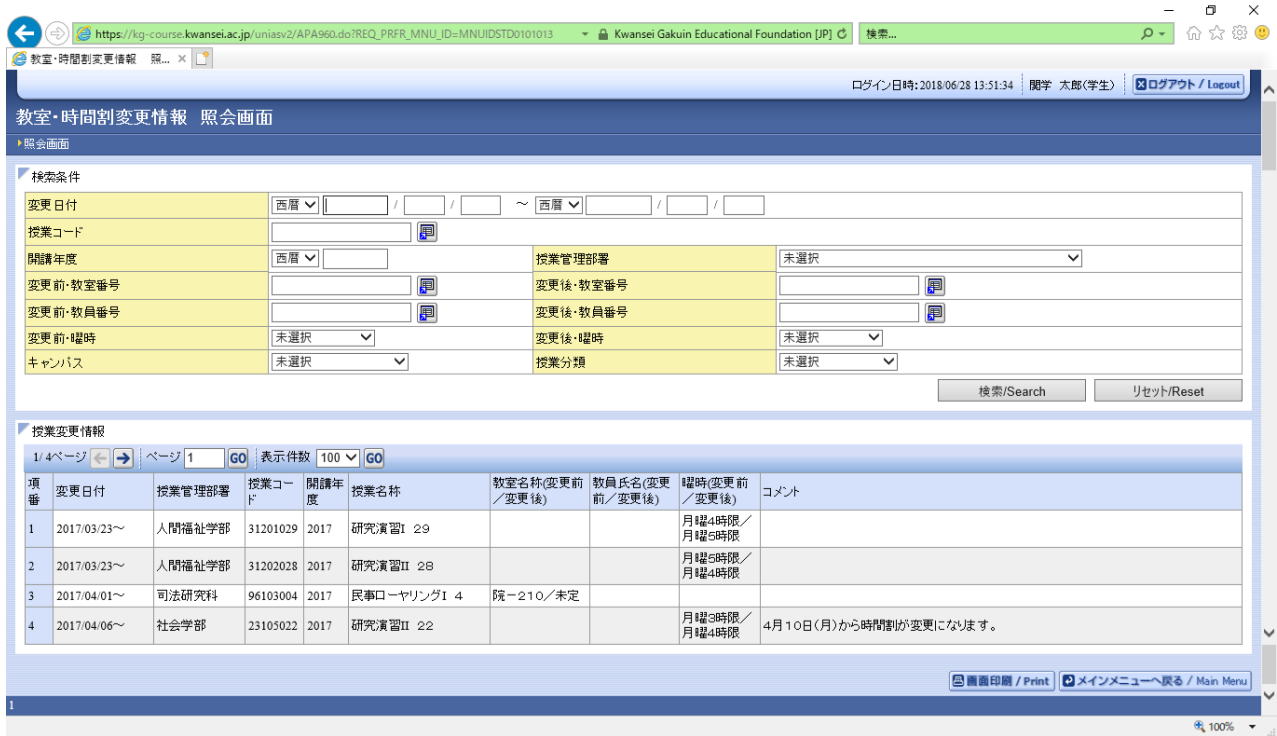 https://kg-course.kwansei.ac.jp/uniasv2/APA960.do?REQ_PRFR_MNU_ID=MNUIDSTD0101013 Kwansei Gakuin Educational Foundation [JP] 検索...
教室・時間割変更情報 照...
ログイン日時:2018/06/28 13:51:34 関学 太郎(学生) ログアウト / Logout
教室・時間割変更情報 照会画面
照会画面
検索条件
変更日付 西暦 / / ～ 西暦 / /
授業コード
開講年度 西暦 授業管理部署 未選択
変更前・教室番号 変更後・教室番号
変更前・教員番号 変更後・教員番号
変更前・曜時 未選択 変更後・曜時 未選択
キャンパス 未選択 授業分類 未選択
検索/Search リセット/Reset
授業変更情報
1/4ページ ページ 1 GO 表示件数 100 GO
項番 変更日付 授業管理部署 授業コード 開講年度 授業名称 教室名称(変更前／変更後) 教員氏名(変更前／変更後) 曜時(変更前／変更後) コメント
1 2017/03/23～ 人間福祉学部 31201029 2017 研究演習I 29 月曜4時限／月曜5時限
2 2017/03/23～ 人間福祉学部 31202028 2017 研究演習II 28 月曜5時限／月曜4時限
3 2017/04/01～ 司法研究科 96103004 2017 民事ローヤリングI 4 院－210／未定
4 2017/04/06～ 社会学部 23105022 2017 研究演習II 22 月曜3時限／月曜4時限 4月10日(月)から時間割が変更になります。
画面印刷 / Print メインメニューへ戻る / Main Menu
1
100%